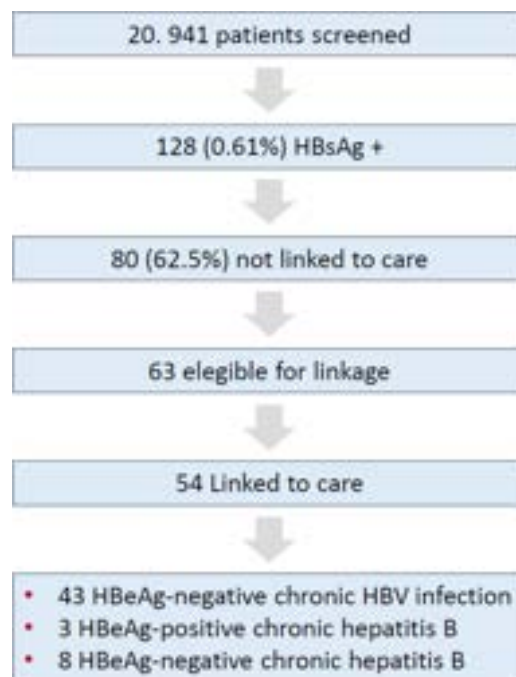 20. 941 patients screened
128 (0.61%) HBsAg +
80 (62.5%) not linked to care
63 elegible for linkage
54 Linked to care
• 43 HBeAg-negative chronic HBV infection
• 3 HBeAg-positive chronic hepatitis B
• 8 HBeAg-negative chronic hepatitis B